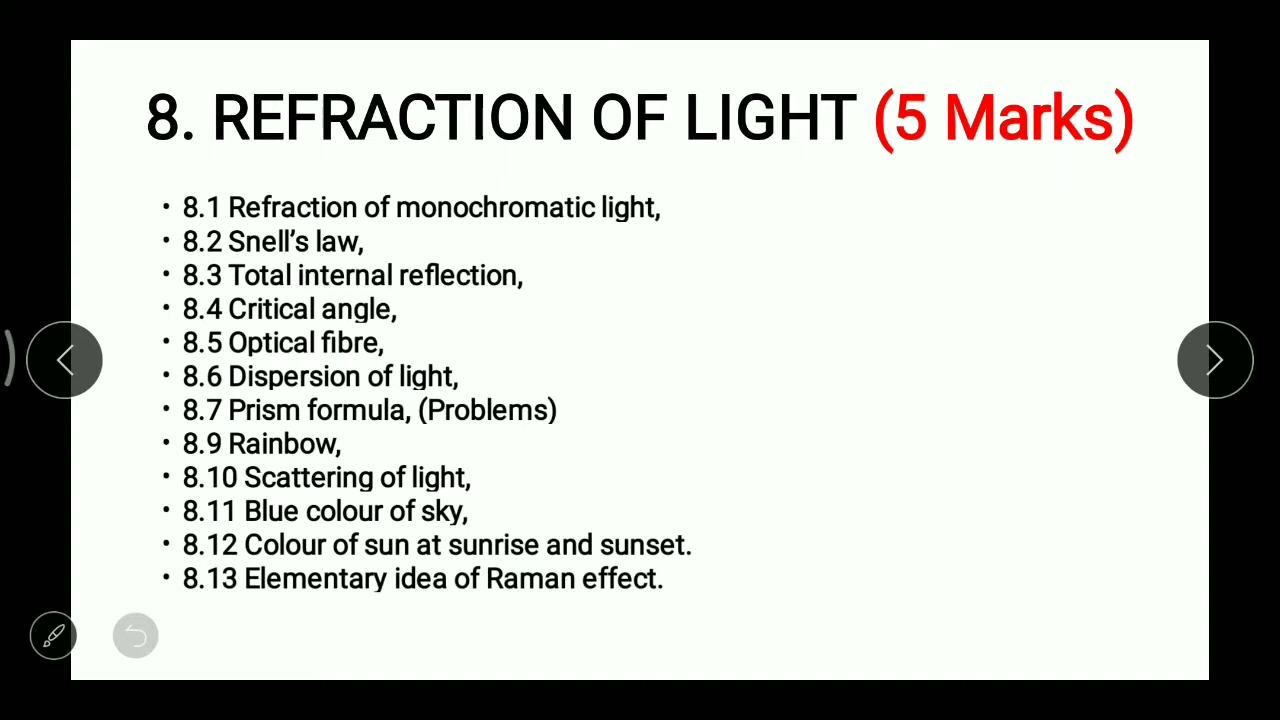 8. REFRACTION OF LIGHT (5 Marks)
• 8.1 Refraction of monochromatic light,
• 8.2 Snell’s law,
• 8.3 Total internal reflection,
• 8.4 Critical angle,
• 8.5 Optical fibre,
• 8.6 Dispersion of light,
• 8.7 Prism formula, (Problems)
• 8.9 Rainbow,
• 8.10 Scattering of light,
• 8.11 Blue colour of sky,
• 8.12 Colour of sun at sunrise and sunset.
• 8.13 Elementary idea of Raman effect.